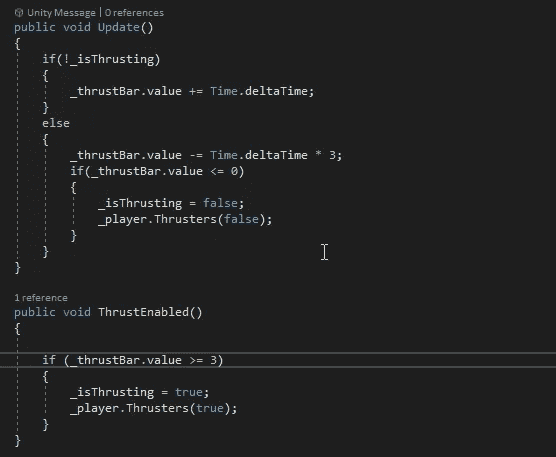 Unity Message | 0 references
public void Update()
{
if(!_isThrusting)
{
_thrustBar.value += Time.deltaTime;
}
else
{
_thrustBar.value -= Time.deltaTime * 3;
if(_thrustBar.value <= 0)
{
_isThrusting = false;
_player.Thrusters(false);
}
}
}
1 reference
public void ThrustEnabled()
{
if (_thrustBar.value >= 3)
{
_isThrusting = true;
_player.Thrusters(true);
}
}